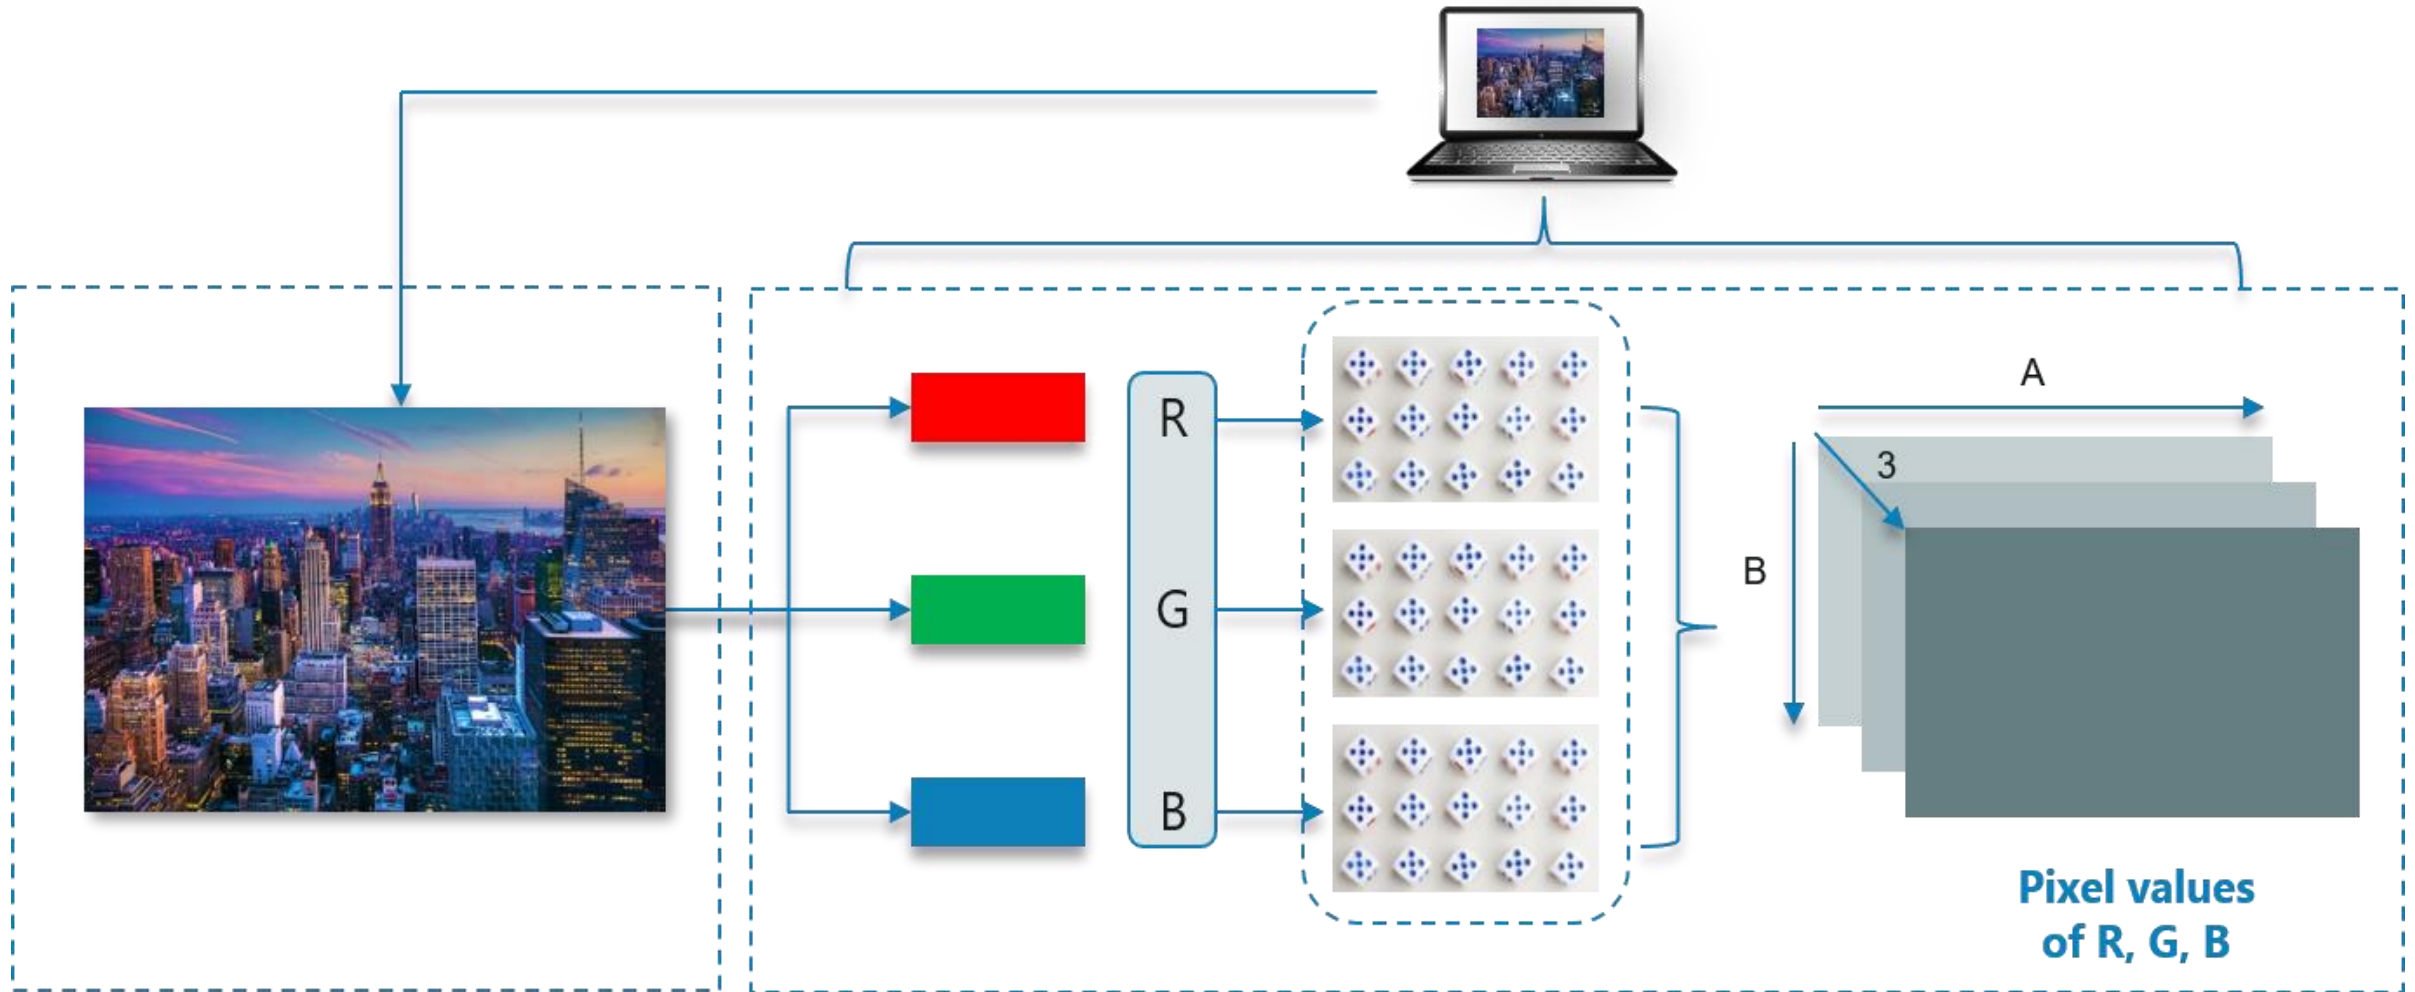 A
R
3
B
G
B
Pixel values
of R, G, B